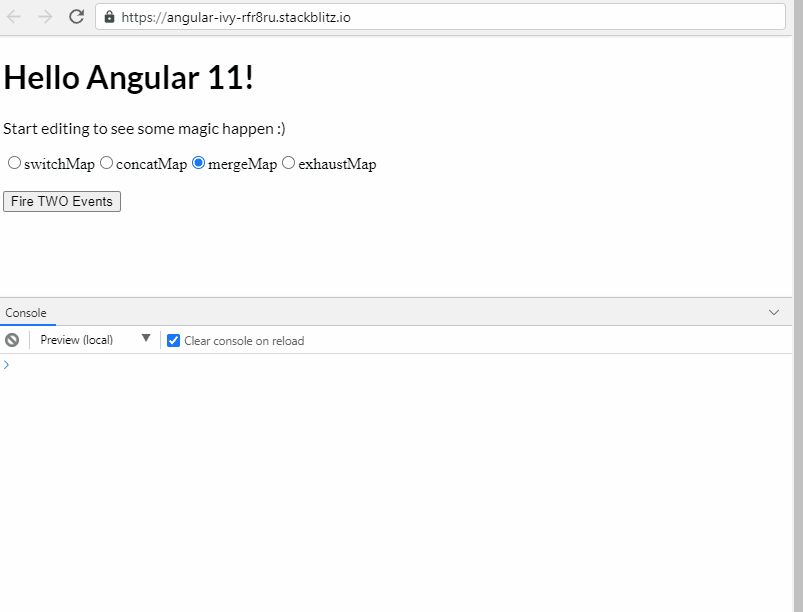 https://angular-ivy-rfr8ru.stackblitz.io
Hello Angular 11!
Start editing to see some magic happen :)
switchMap concatMap mergeMap exhaustMap
Fire TWO Events
Console
Preview (local) Clear console on reload